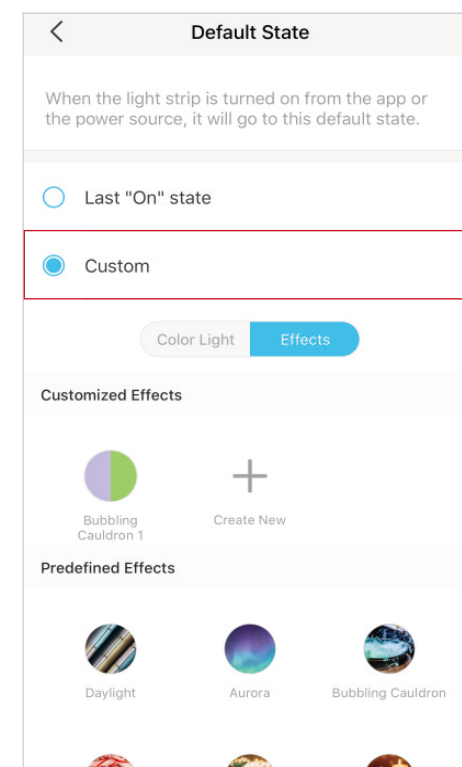 Default State
When the light strip is turned on from the app or
the power source, it will go to this default state.
Last "On" state
Custom
Color Light
Effects
Customized Effects
Bubbling
Cauldron 1
Create New
Predefined Effects
Daylight
Aurora
Bubbling Cauldron